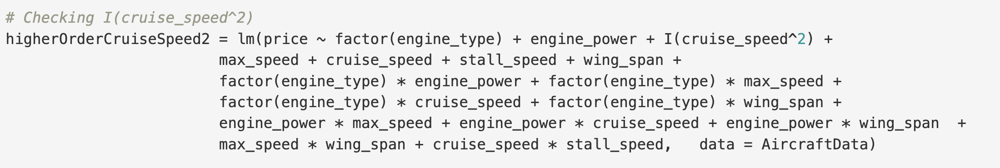 # Checking I(cruise_speed^2)
higherOrderCruiseSpeed2 = lm(price ~ factor(engine_type) + engine_power + I(cruise_speed^2) +
max_speed + cruise_speed + stall_speed + wing_span +
factor(engine_type) * engine_power + factor(engine_type) * max_speed +
factor(engine_type) * cruise_speed + factor(engine_type) * wing_span +
engine_power * max_speed + engine_power * cruise_speed + engine_power * wing_span  +
max_speed * wing_span + cruise_speed * stall_speed,   data = AircraftData)